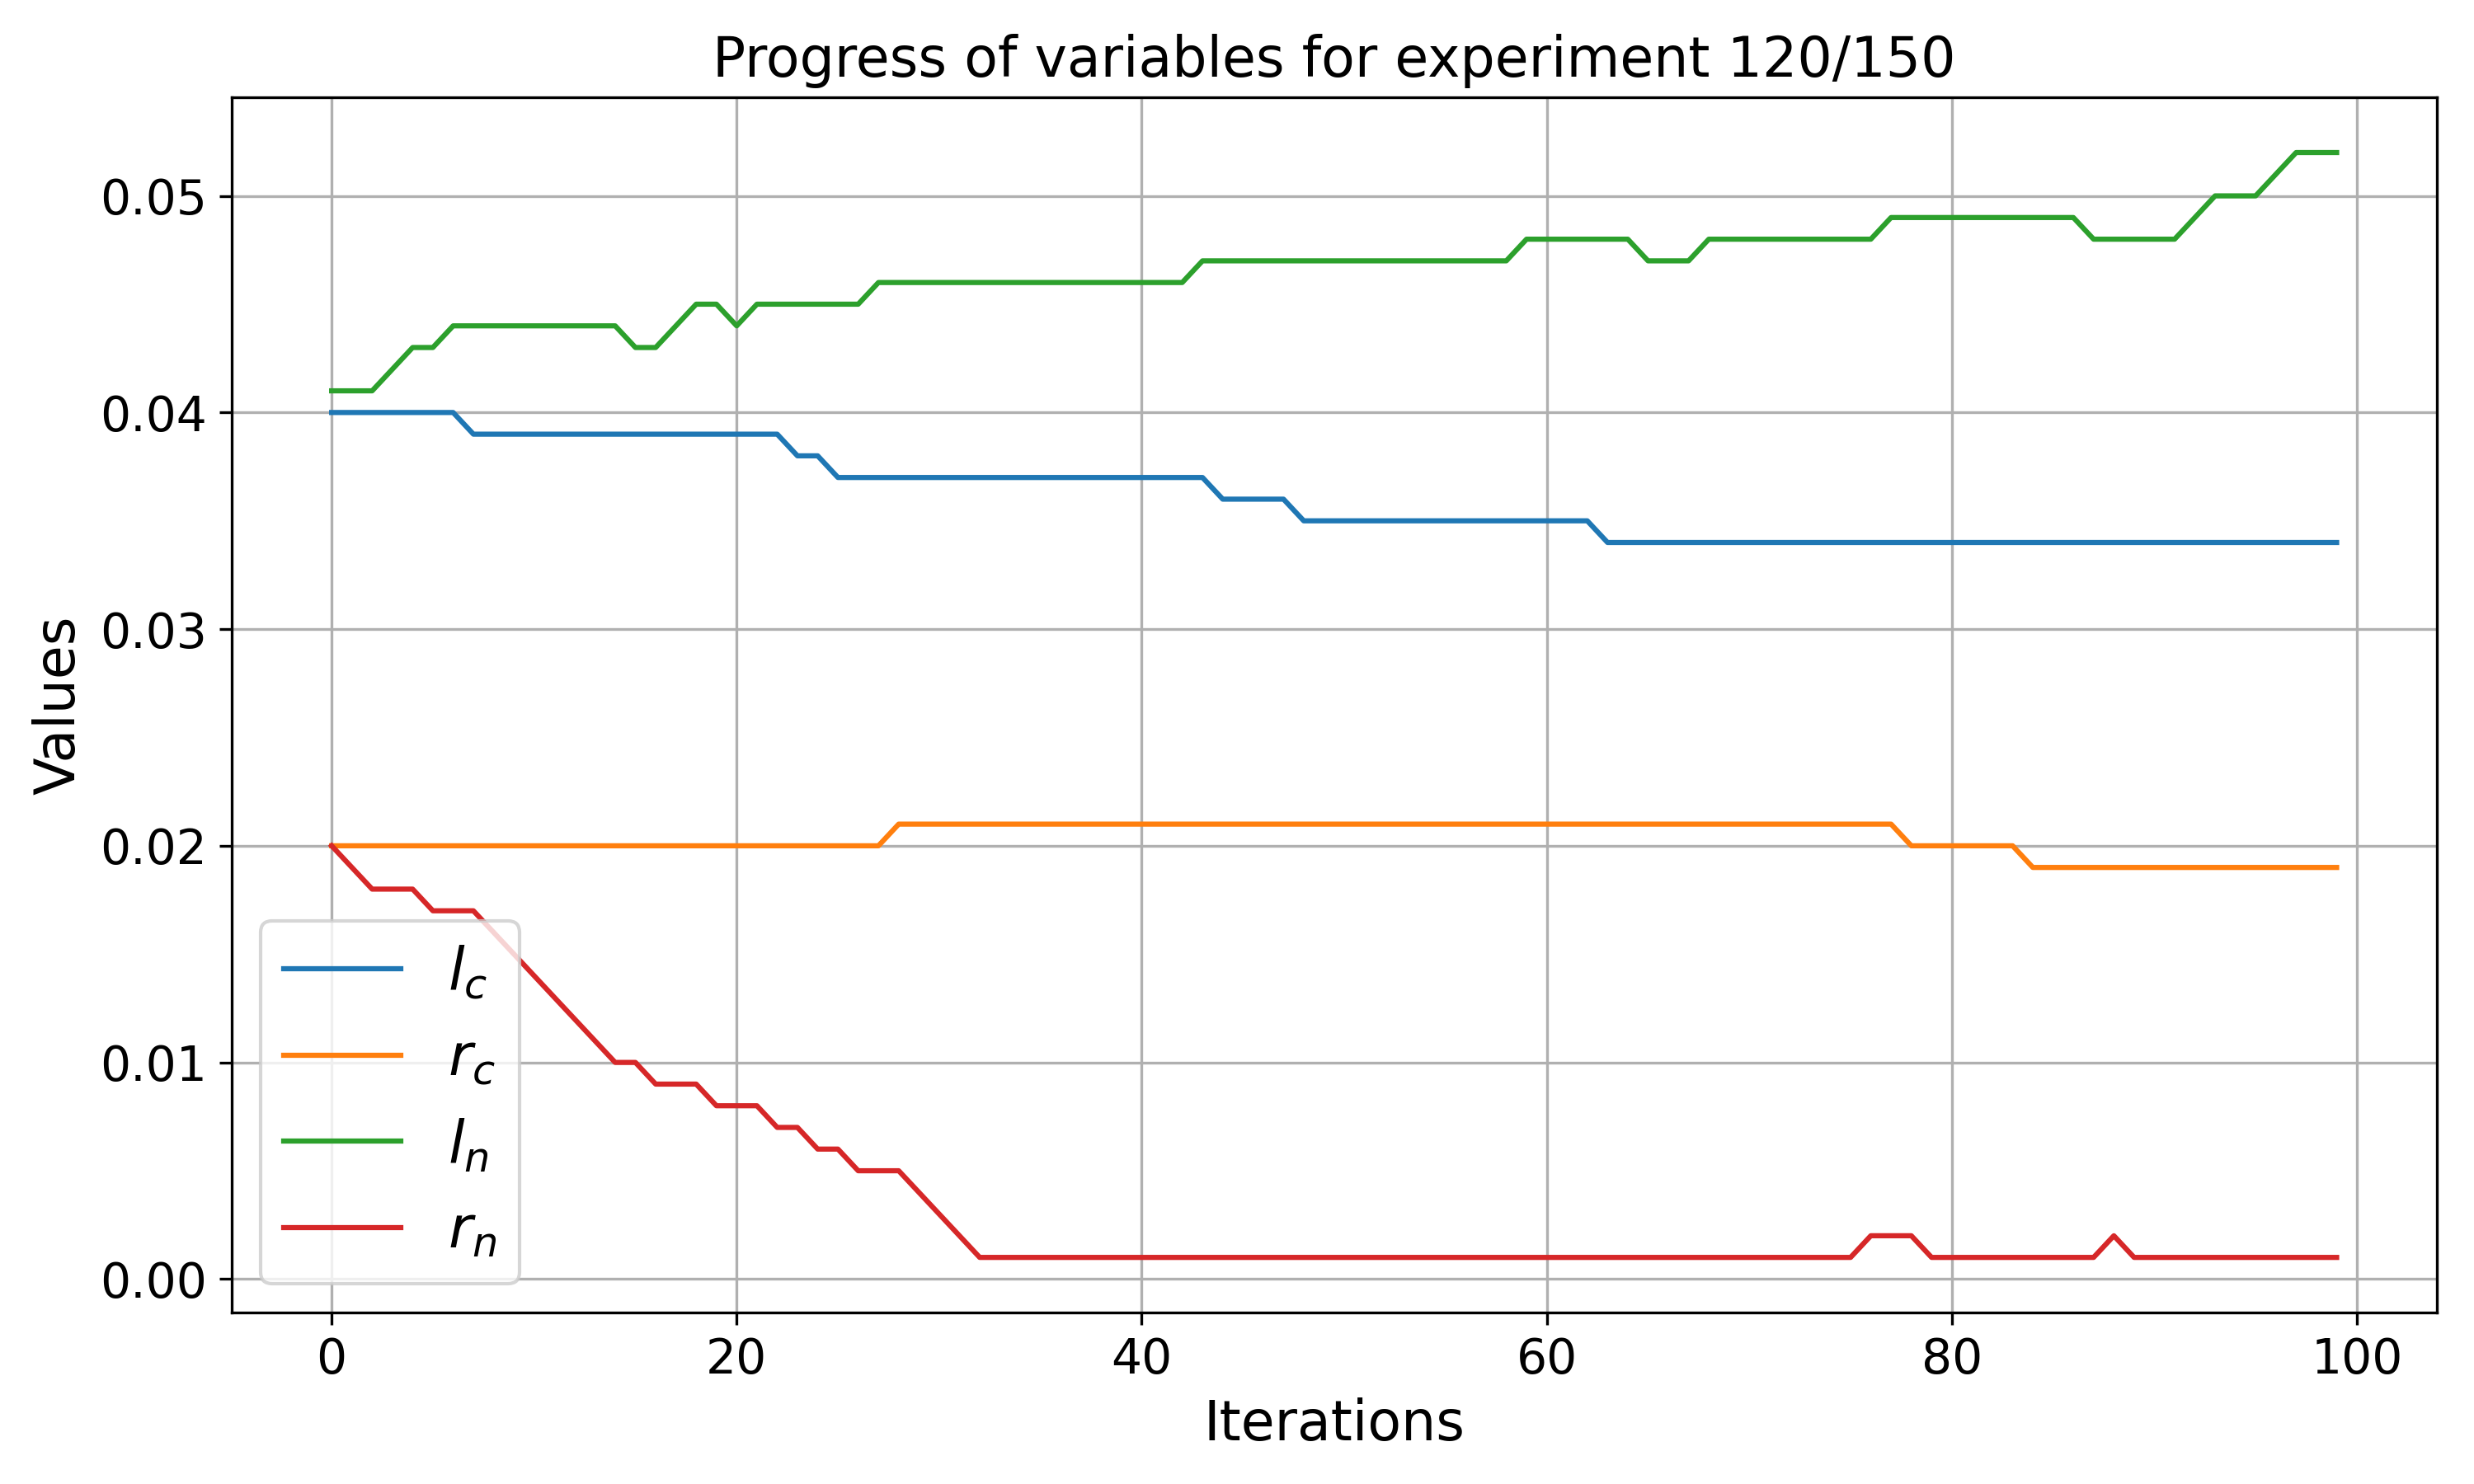 Progress of variables for experiment 120/150
Values
0.05
0.04
0.03
0.02
0.01
0.00
l_c
r_c
l_n
r_n
0 20 40 60 80 100
Iterations